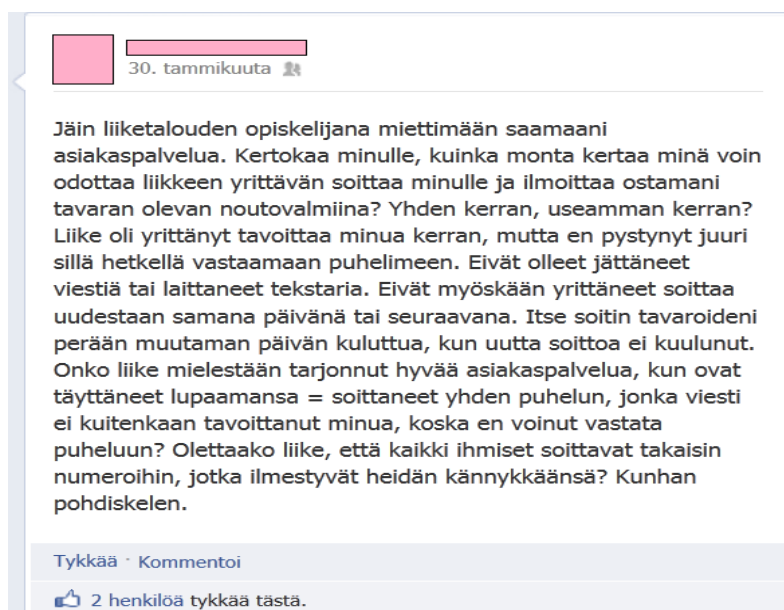 30. tammikuuta
Jäin liiketalouden opiskelijana miettimään saamaani
asiakaspalvelua. Kertokaa minulle, kuinka monta kertaa minä voin
odottaa liikkeen yrittävän soittaa minulle ja ilmoittaa ostamani
tavaran olevan noutovalmiina? Yhden kerran, useamman kerran?
Liike oli yrittänyt tavoittaa minua kerran, mutta en pystynyt juuri
sillä hetkellä vastaamaan puhelimeen. Eivät olleet jättäneet
viestiä tai laittaneet tekstaria. Eivät myöskään yrittäneet soittaa
uudestaan samana päivänä tai seuraavana. Itse soitin tavaroideni
perään muutaman päivän kuluttua, kun uutta soittoa ei kuulunut.
Onko liike mielestään tarjonnut hyvää asiakaspalvelua, kun ovat
täyttäneet lupaamansa = soittaneet yhden puhelun, jonka viesti
ei kuitenkaan tavoittanut minua, koska en voinut vastata
puheluun? Olettaako liike, että kaikki ihmiset soittavat takaisin
numeroihin, jotka ilmestyvät heidän kännykkäänsä? Kunhan
pohdiskelen.
Tykkää · Kommentoi
2 henkilöä tykkää tästä.